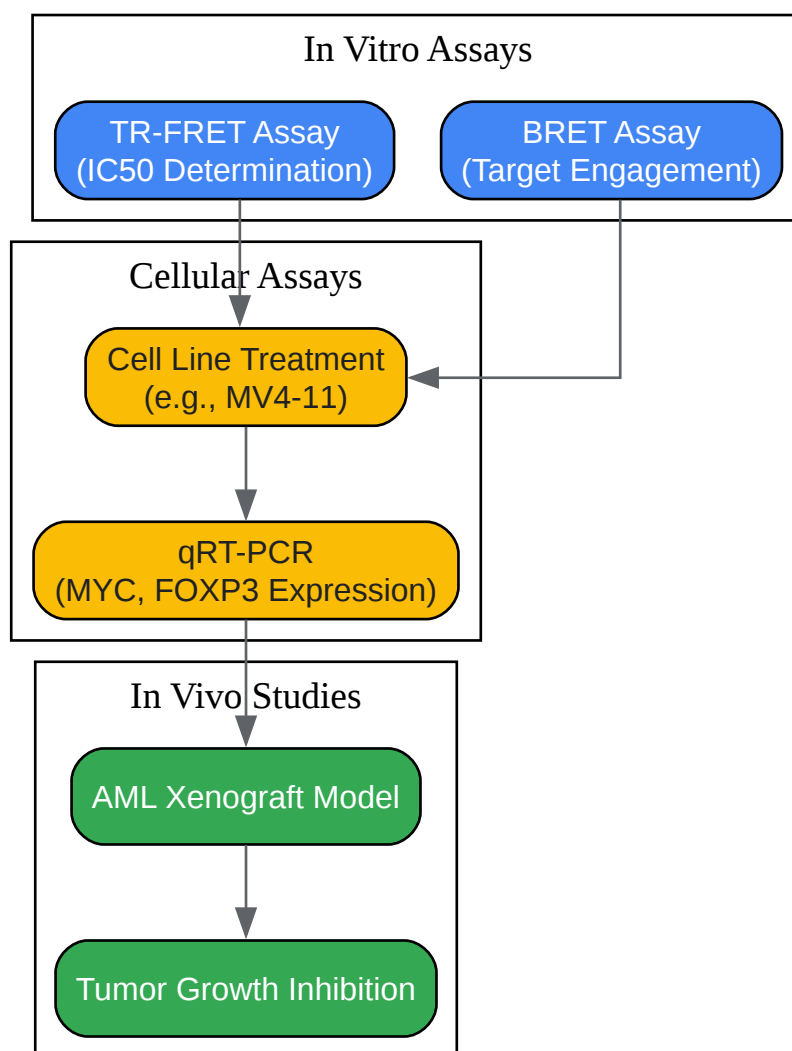 In Vitro Assays
TR-FRET Assay
(IC50 Determination)
BRET Assay
(Target Engagement)
Cellular Assays
Cell Line Treatment
(e.g., MV4-11)
qRT-PCR
(MYC, FOXP3 Expression)
In Vivo Studies
AML Xenograft Model
Tumor Growth Inhibition